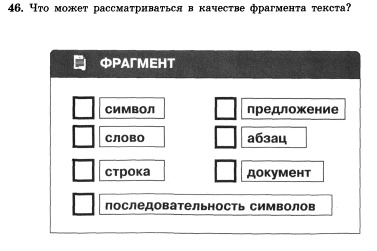 46. Что может рассматриваться в качестве фрагмента текста?
ФРАГМЕНТ
символ
предложение
слово
абзац
строка
документ
последовательность символов